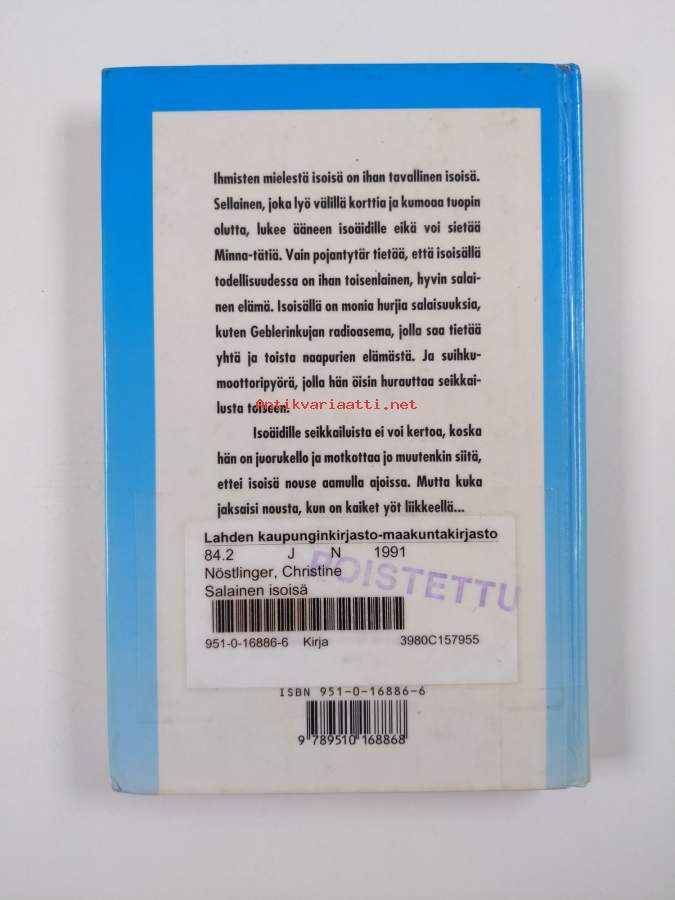 Ihmisten mielestä isoisä on ihan tavallinen isoisä.
Sellainen, joka lyö välillä korttia ja kumoaa tuopin
olutta, lukee ääneen isoäidille eikä voi sietää
Minna-tätiä. Vain pojantytär tietää, että isoisällä
todellisuudessa on ihan toisenlainen, hyvin salai-
nen elämä. Isoisällä on monia hurjia salaisuuksia,
kuten Geblerinkujan radioasema, jolla saa tietää
yhtä ja toista naapurien elämästä. Ja suihku-
moottoripyörä, jolla hän öisin hurauttaa seikkai-
Antikvariaatti.net
lusta toiseen.
Isoäidille seikkailuista ei voi kertoa, koska
hän on juorukello ja motkottaa jo muutenkin siitä,
ettei isoisä nouse aamulla ajoissa. Mutta kuka
jaksaisi nousta, kun on kaiket yöt liikkeellä...
Lahden kaupunginkirjasto-maakuntakirjasto
84.2 J N 1991
POISTETTU
Nöstlinger, Christine
Salainen isoisä
951-0-16886-6 Kirja 3980C157955
ISBN 951-0-16886-6
9 789510 168868